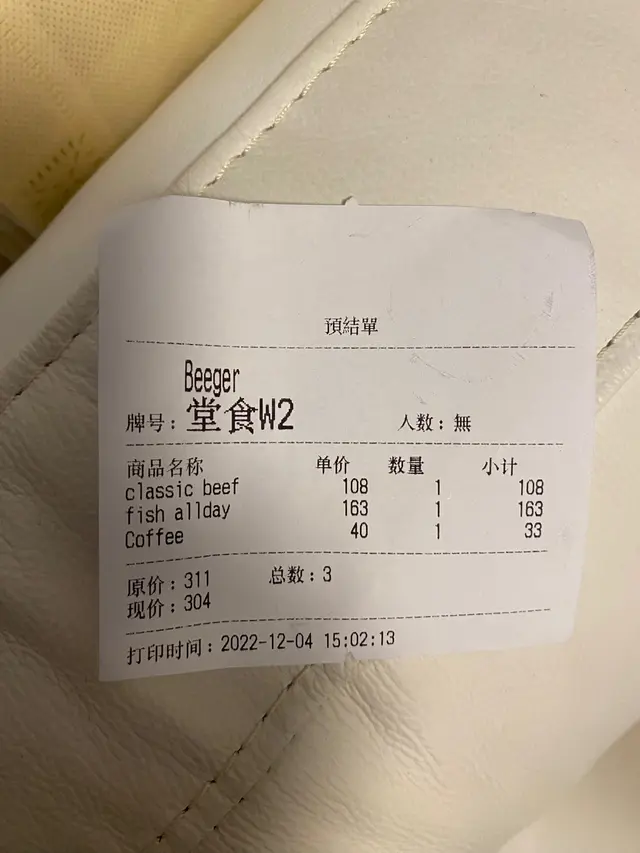 預結單
Beeger
牌号：堂食W2 人数：無
商品名称 单价 数量 小计
classic beef 108 1 108
fish allday 163 1 163
Coffee 40 1 33
原价：311 总数：3
现价：304
打印时间：2022-12-04 15:02:13